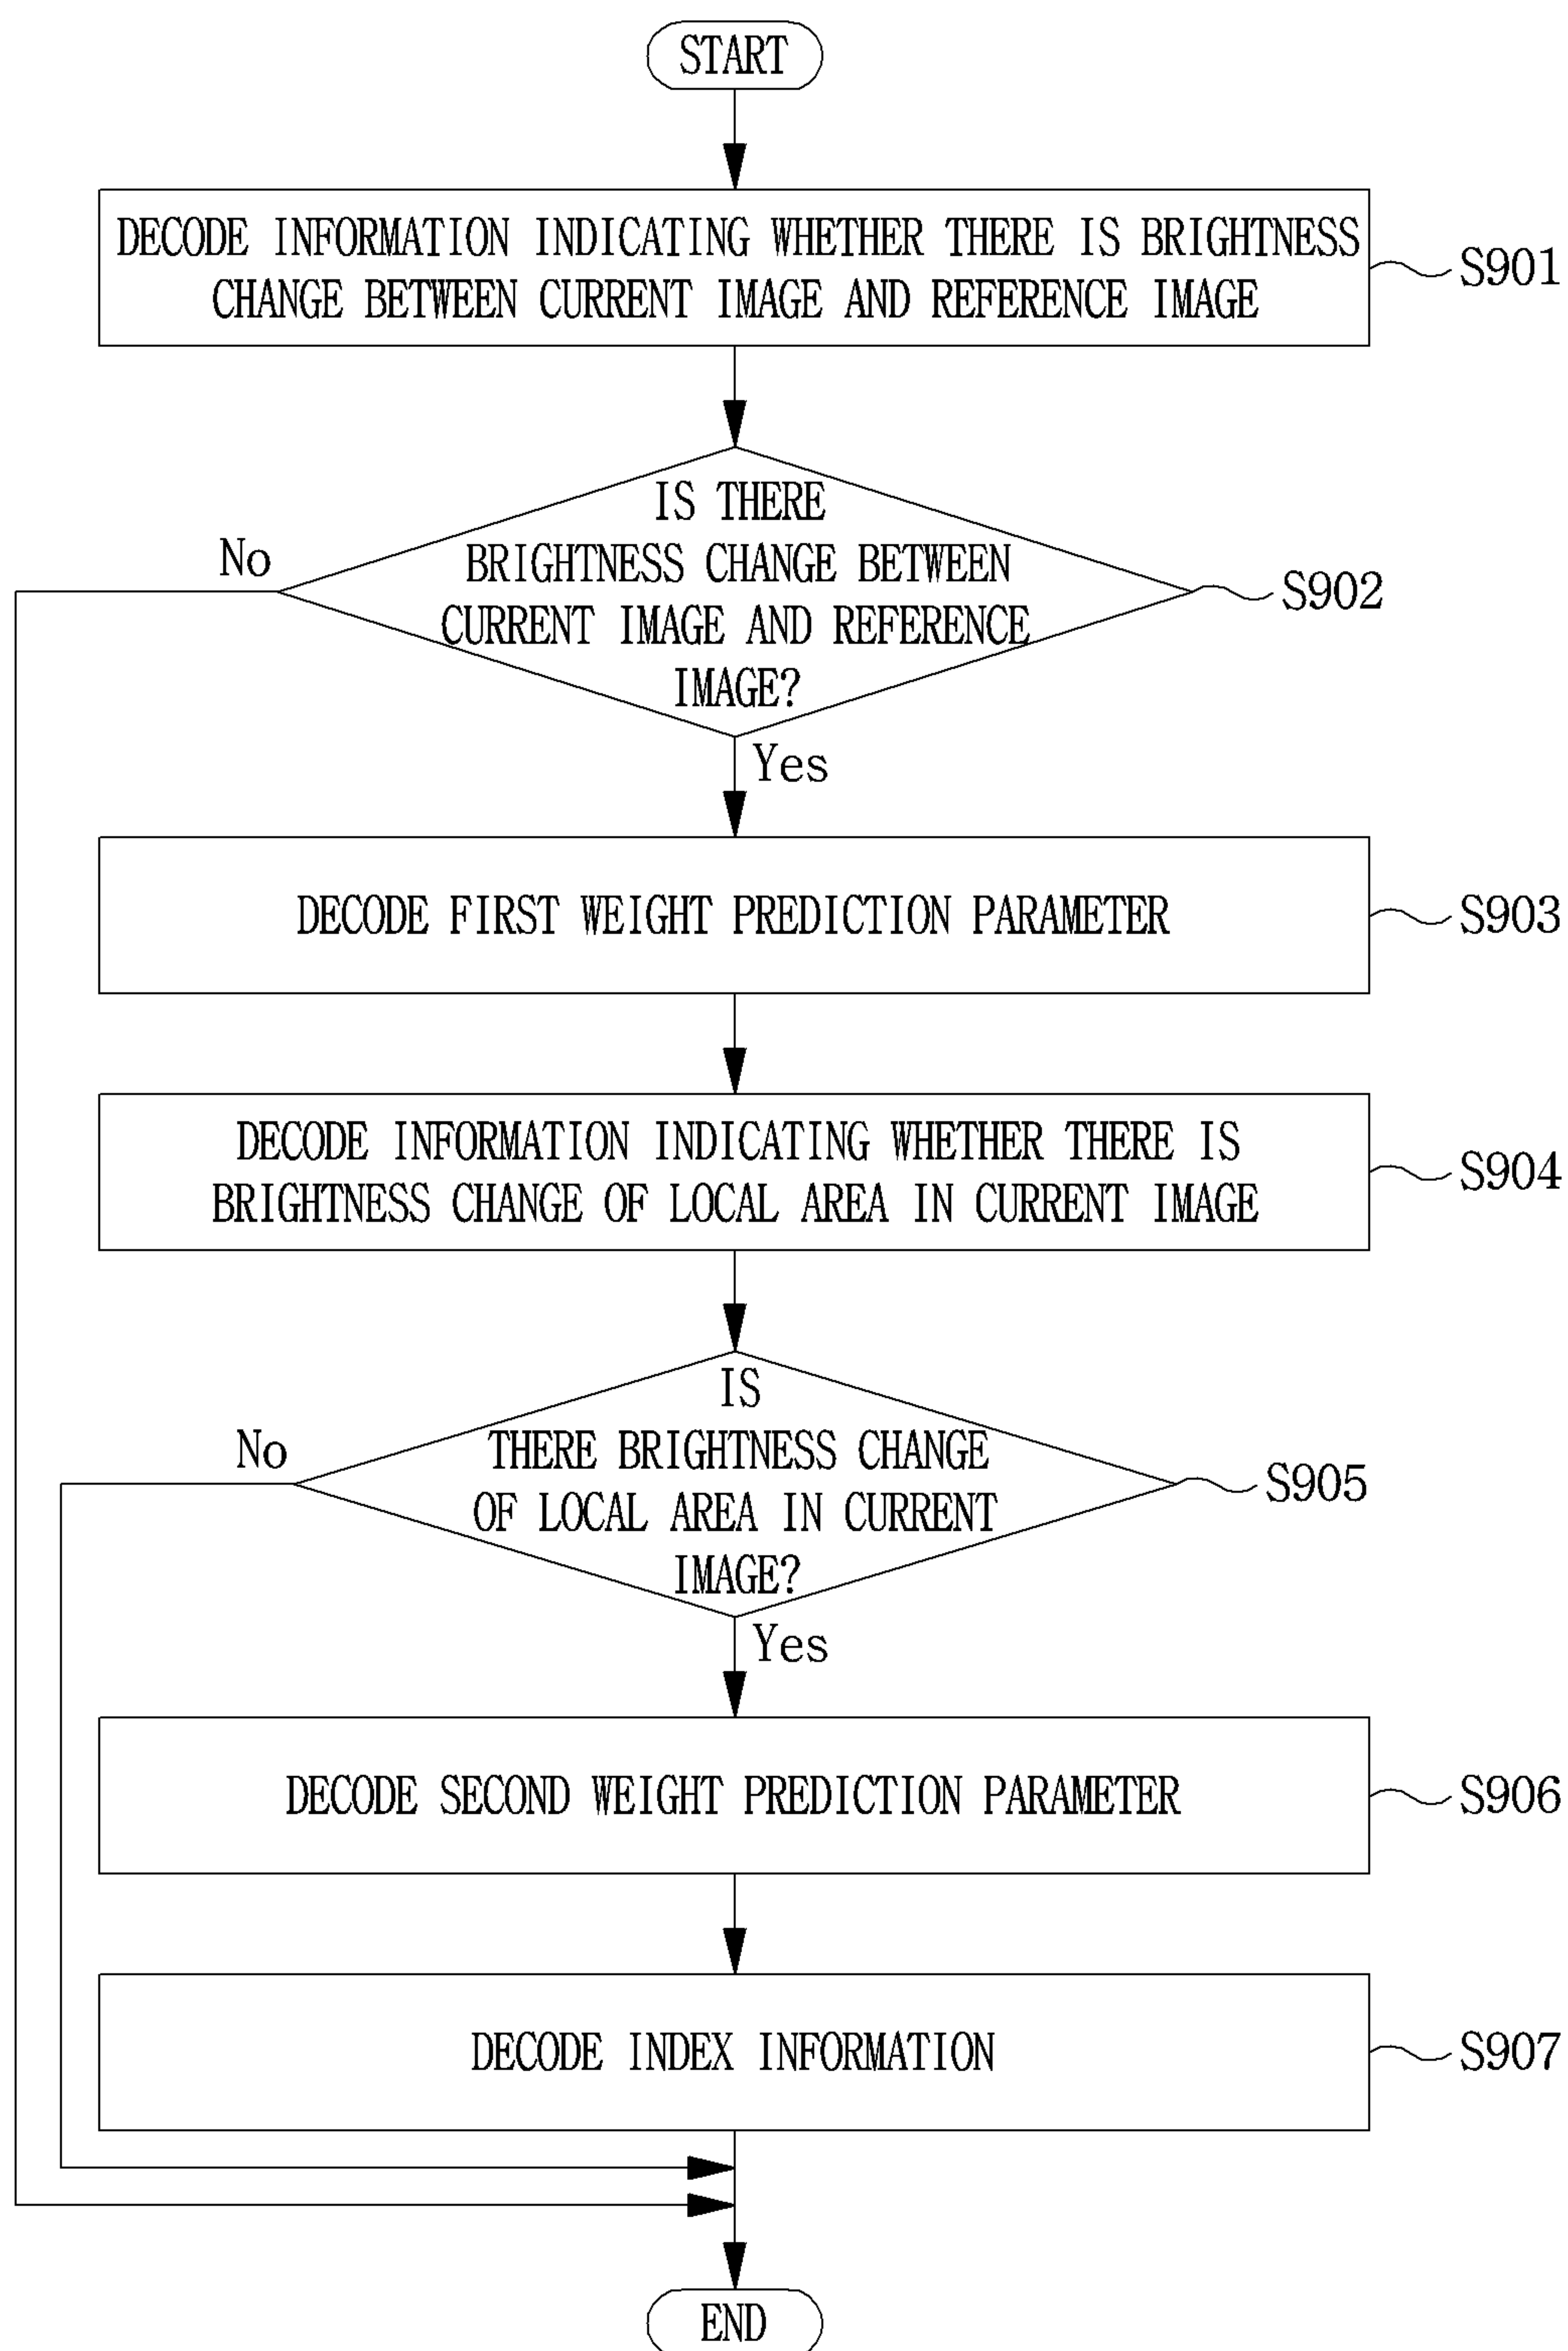 START
DECODE INFORMATION INDICATING WHETHER THERE IS BRIGHTNESS
CHANGE BETWEEN CURRENT IMAGE AND REFERENCE IMAGE
S901
IS THERE
BRIGHTNESS CHANGE BETWEEN
CURRENT IMAGE AND REFERENCE
IMAGE?
No
S902
Yes
DECODE FIRST WEIGHT PREDICTION PARAMETER
S903
DECODE INFORMATION INDICATING WHETHER THERE IS
BRIGHTNESS CHANGE OF LOCAL AREA IN CURRENT IMAGE
S904
IS
THERE BRIGHTNESS CHANGE
OF LOCAL AREA IN CURRENT
IMAGE?
No
S905
Yes
DECODE SECOND WEIGHT PREDICTION PARAMETER
S906
DECODE INDEX INFORMATION
S907
END